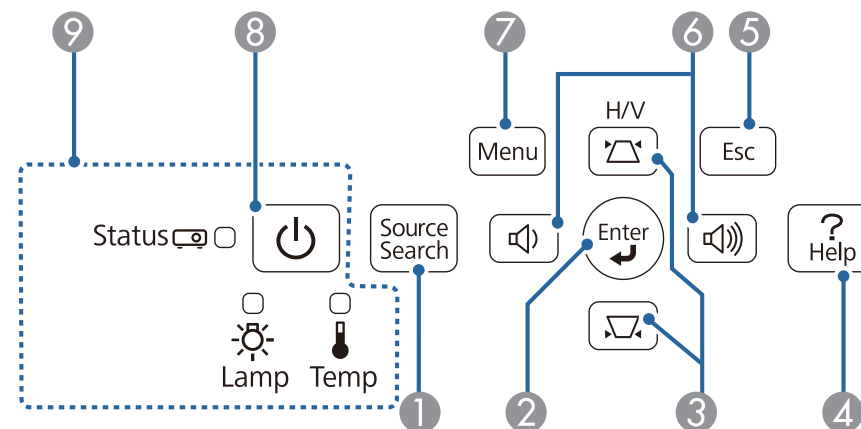 9
8
7
6
5
H/V
Menu
Esc
Status
Source
Search
Enter
?
Help
Lamp
Temp
1
2
3
4